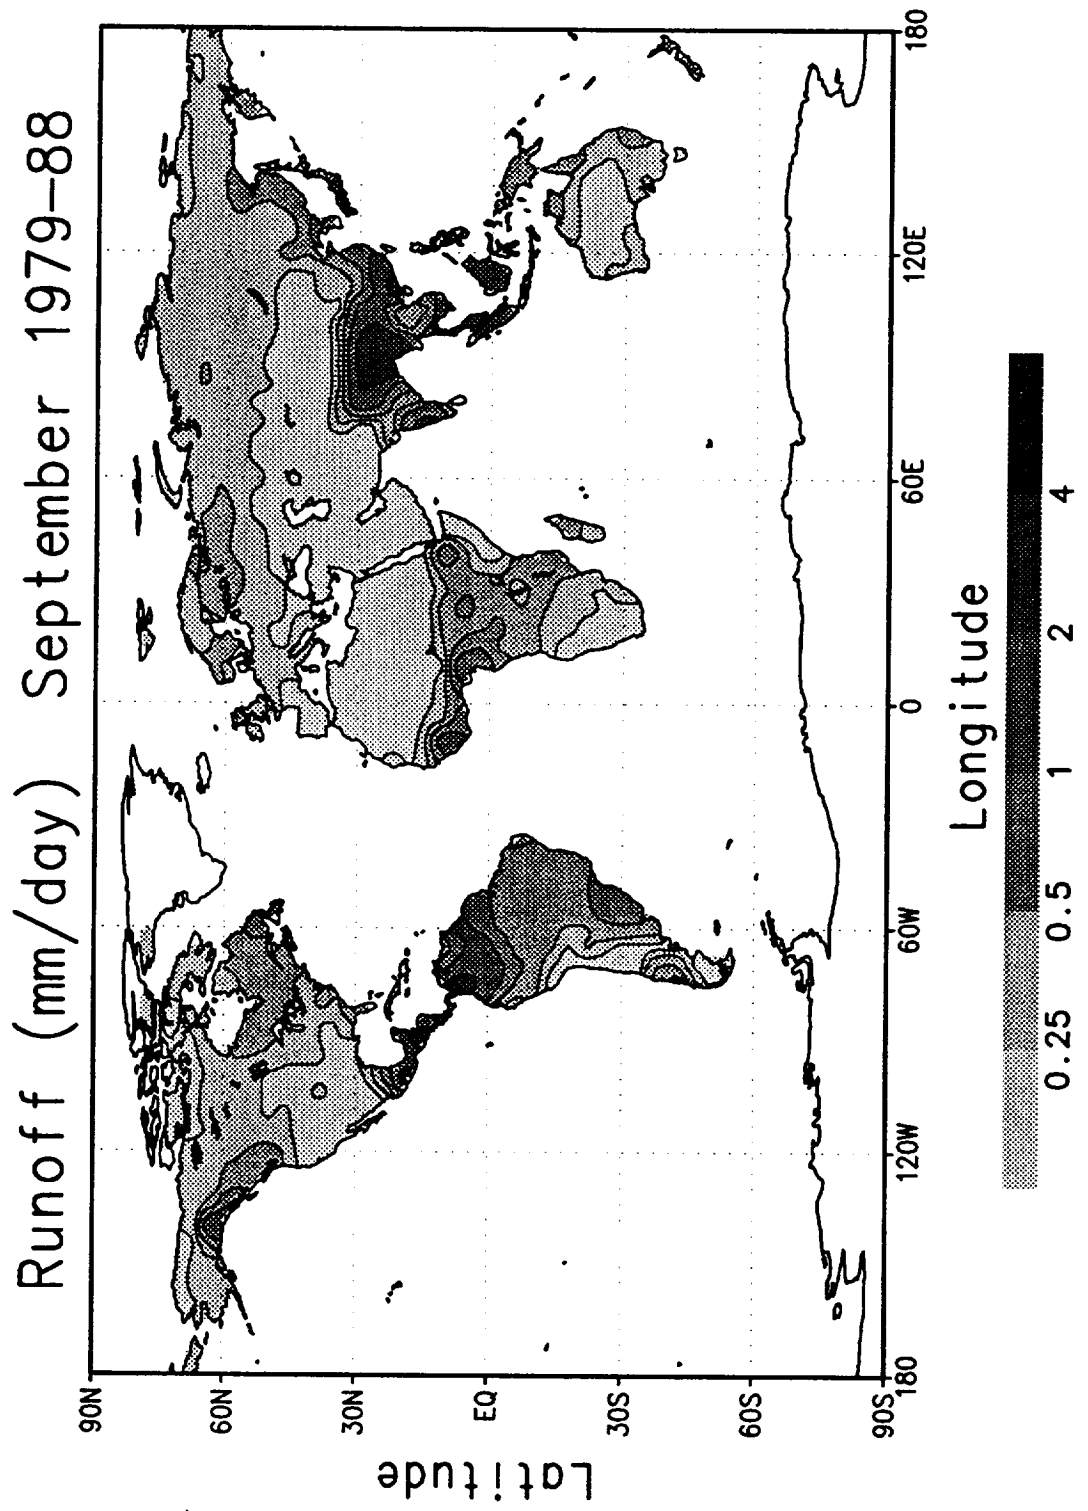 Runoff (mm/day) September 1979–88
90N
60N
30N
EQ
30S
60S
90S
Latitude
180 120W 60W 0 60E 120E 180
Longitude
0.25 0.5 1 2 4